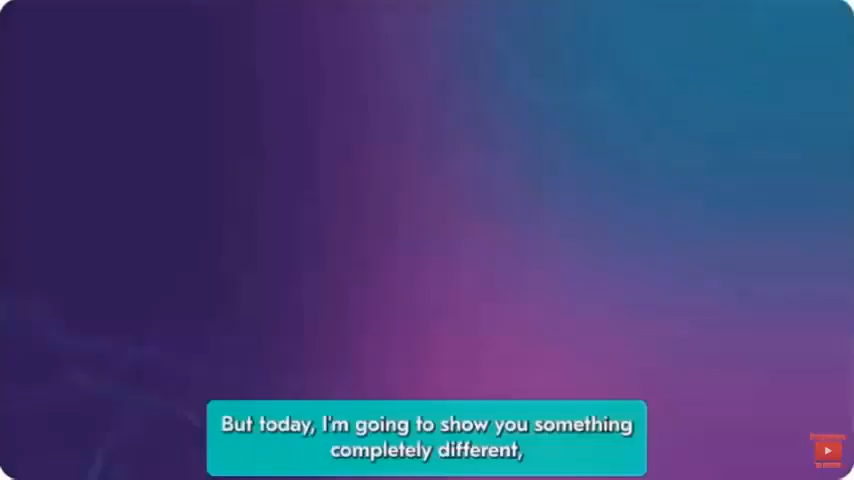 But today, I'm going to show you something
completely different,